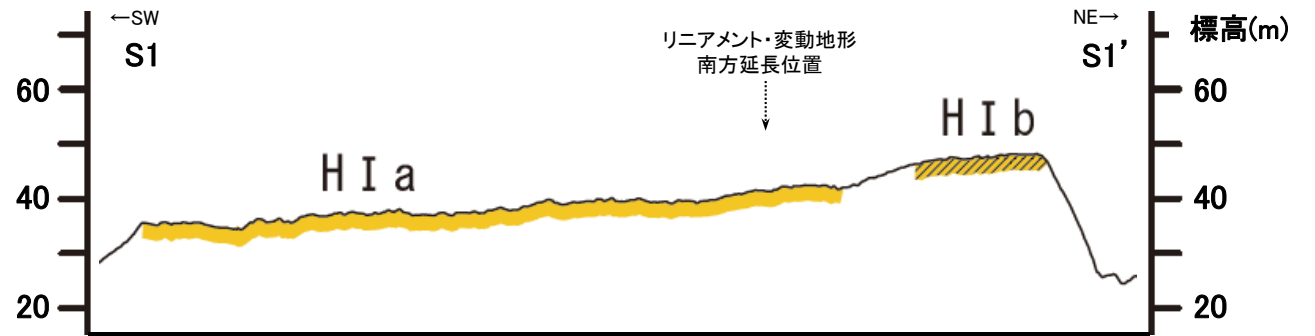 ←SW
S1
リニアメント・変動地形
南方延長位置
NE→
S1’
標高(m)
60
60
HⅠa
HⅠb
40
40
20
20